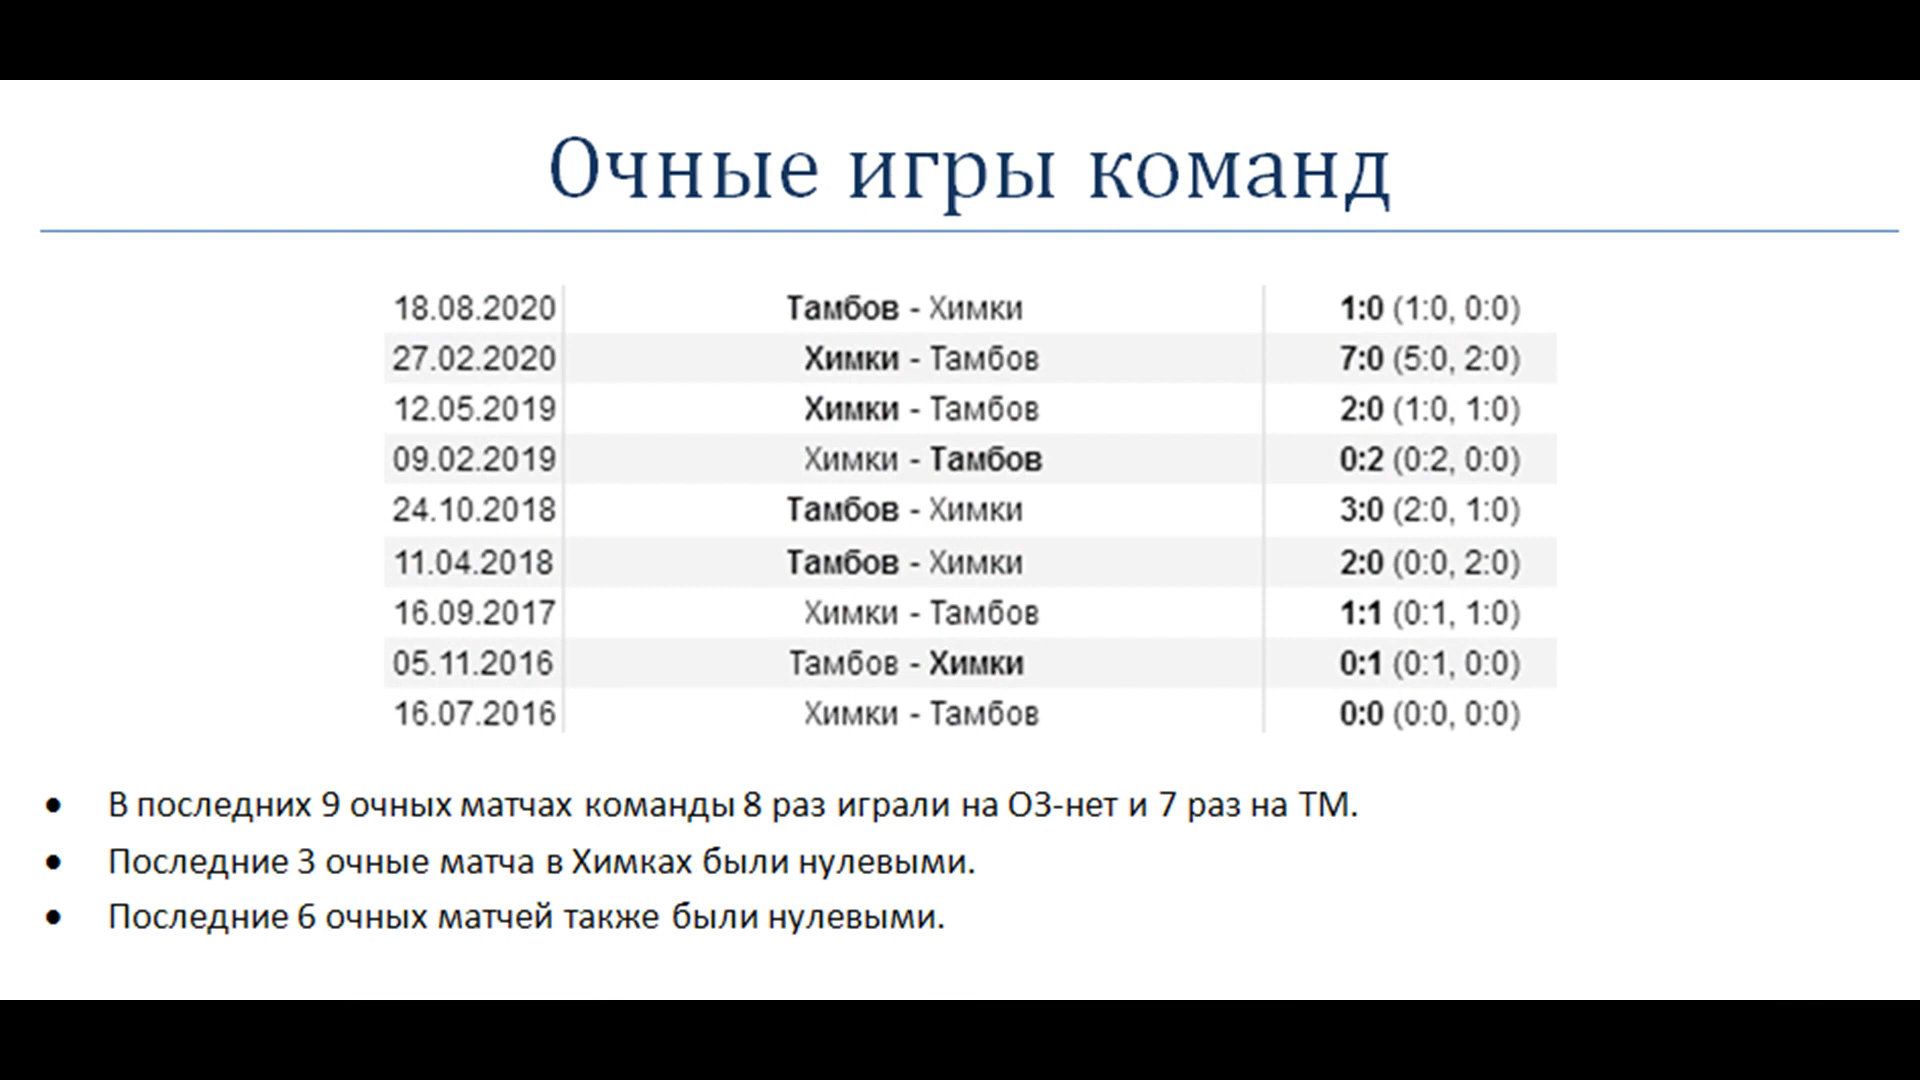 Очные игры команд
18.08.2020 Тамбов - Химки 1:0 (1:0, 0:0)
27.02.2020 Химки - Тамбов 7:0 (5:0, 2:0)
12.05.2019 Химки - Тамбов 2:0 (1:0, 1:0)
09.02.2019 Химки - Тамбов 0:2 (0:2, 0:0)
24.10.2018 Тамбов - Химки 3:0 (2:0, 1:0)
11.04.2018 Тамбов - Химки 2:0 (0:0, 2:0)
16.09.2017 Химки - Тамбов 1:1 (0:1, 1:0)
05.11.2016 Тамбов - Химки 0:1 (0:1, 0:0)
16.07.2016 Химки - Тамбов 0:0 (0:0, 0:0)
• В последних 9 очных матчах команды 8 раз играли на ОЗ-нет и 7 раз на ТМ.
• Последние 3 очные матча в Химках были нулевыми.
• Последние 6 очных матчей также были нулевыми.